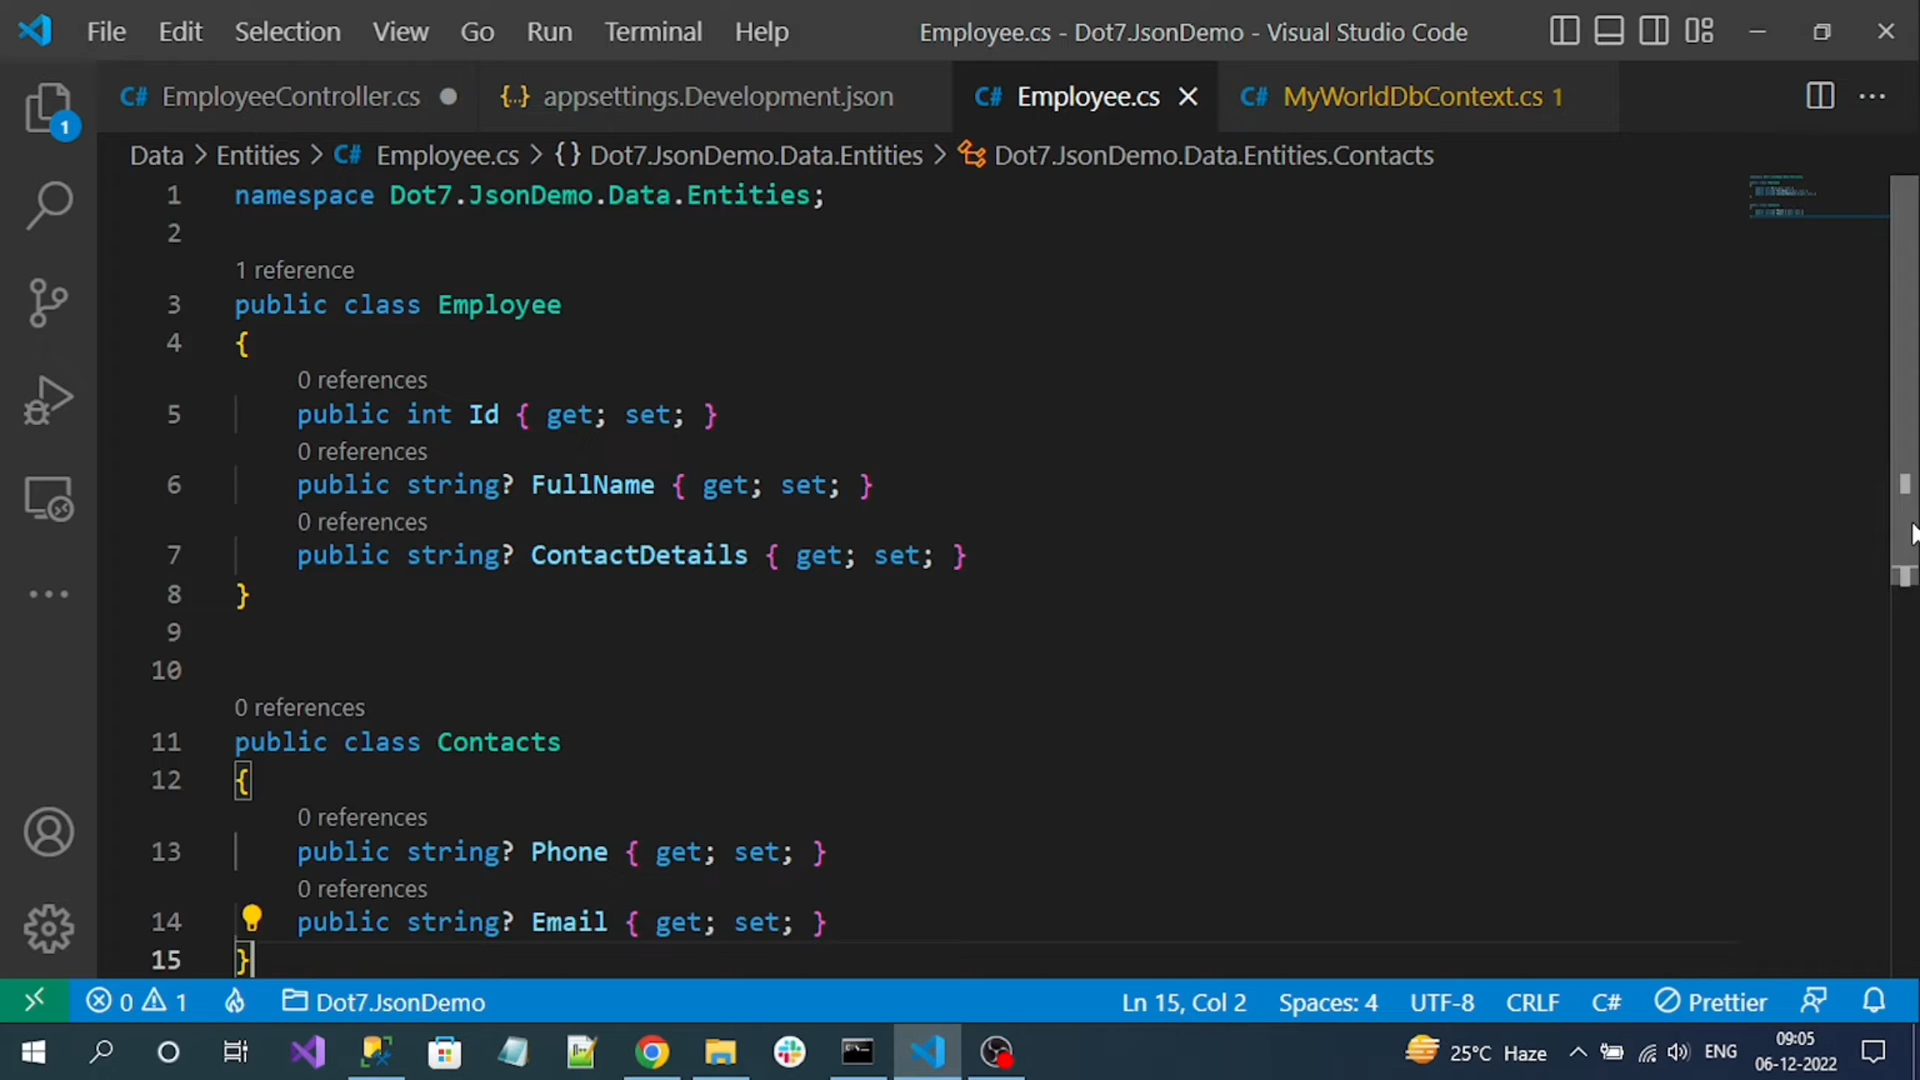 File Edit Selection View Go Run Terminal Help Employee.cs - Dot7.JsonDemo - Visual Studio Code
C# EmployeeController.cs {..} appsettings.Development.json C# Employee.cs C# MyWorldDbContext.cs 1
1
Data > Entities > C# Employee.cs > {} Dot7.JsonDemo.Data.Entities > Dot7.JsonDemo.Data.Entities.Contacts
1 namespace Dot7.JsonDemo.Data.Entities;
2
1 reference
3 public class Employee
4 {
0 references
5 public int Id { get; set; }
0 references
6 public string? FullName { get; set; }
0 references
7 public string? ContactDetails { get; set; }
8 }
9
10
0 references
11 public class Contacts
12 {
0 references
13 public string? Phone { get; set; }
0 references
14 public string? Email { get; set; }
15 }
0 1 Dot7.JsonDemo Ln 15, Col 2 Spaces: 4 UTF-8 CRLF C# Prettier
25°C Haze ENG 09:05
06-12-2022